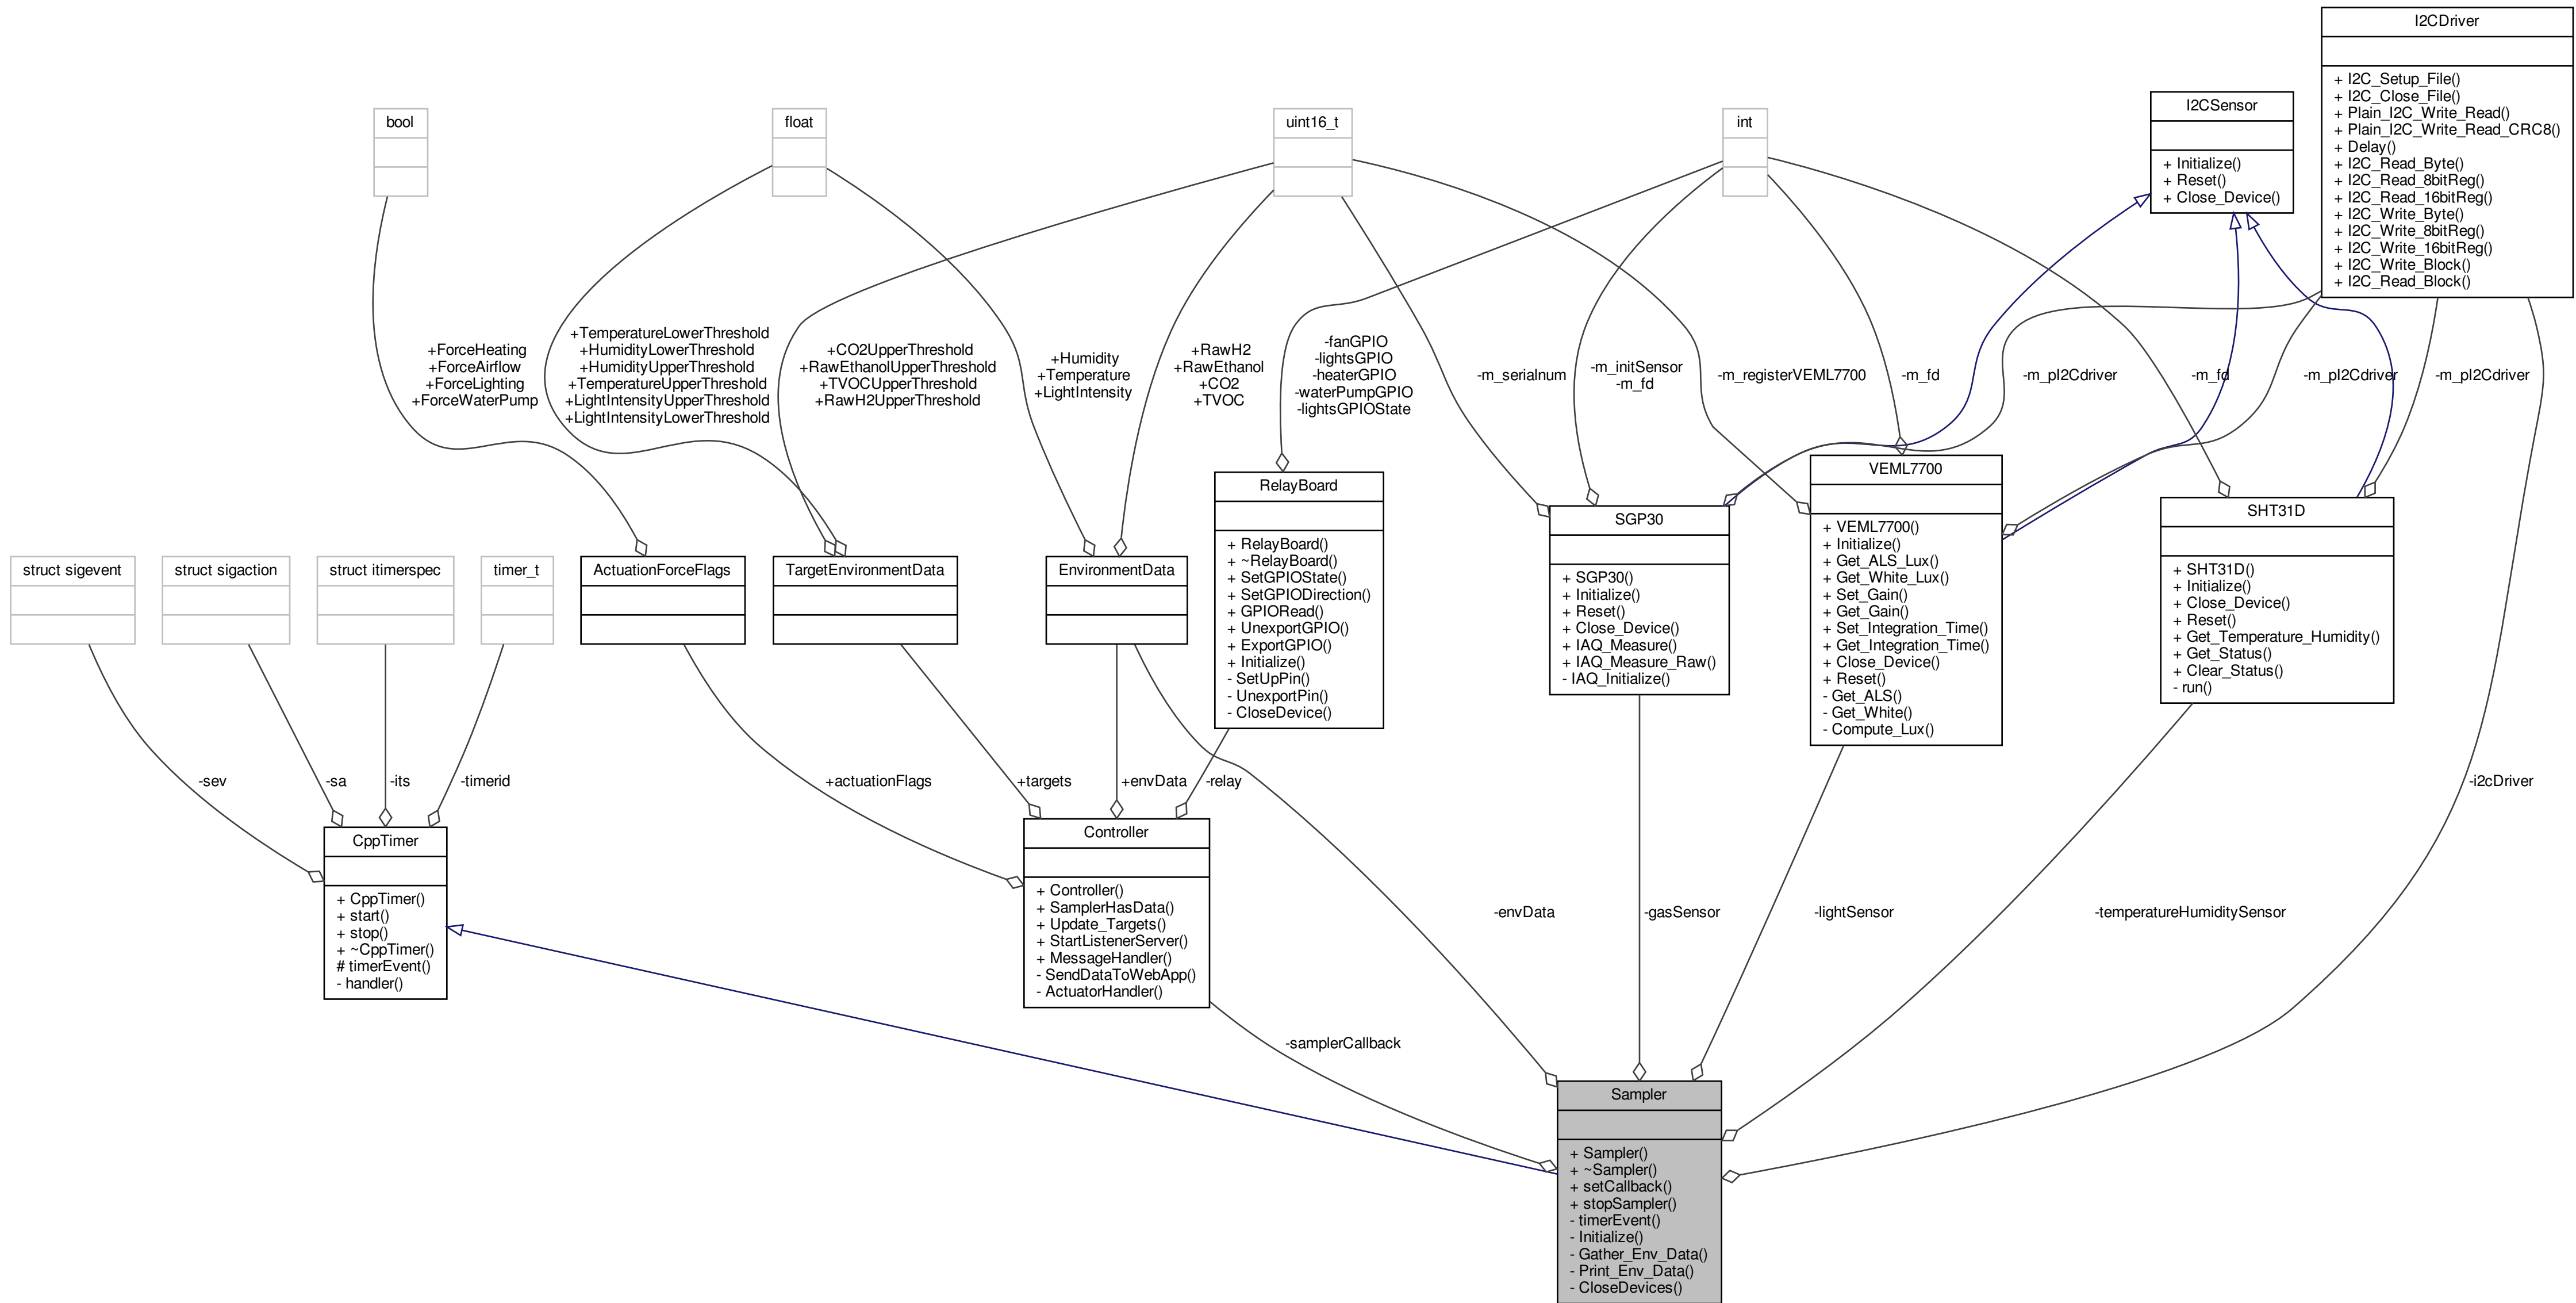 I2CDriver
+ I2C_Setup_File()
+ I2C_Close_File()
+ Plain_I2C_Write_Read()
+ Plain_I2C_Write_Read_CRC8()
+ Delay()
+ I2C_Read_Byte()
+ I2C_Read_8bitReg()
+ I2C_Read_16bitReg()
+ I2C_Write_Byte()
+ I2C_Write_8bitReg()
+ I2C_Write_16bitReg()
+ I2C_Write_Block()
+ I2C_Read_Block()
I2CSensor
+ Initialize()
+ Reset()
+ Close_Device()
bool
float
uint16_t
int
+ForceHeating
+ForceAirflow
+ForceLighting
+ForceWaterPump
+TemperatureLowerThreshold
+HumidityLowerThreshold
+HumidityUpperThreshold
+TemperatureUpperThreshold
+LightIntensityUpperThreshold
+LightIntensityLowerThreshold
+CO2UpperThreshold
+RawEthanolUpperThreshold
+TVOCUpperThreshold
+RawH2UpperThreshold
+Humidity
+Temperature
+LightIntensity
+RawH2
+RawEthanol
+CO2
+TVOC
-fanGPIO
-lightsGPIO
-heaterGPIO
-waterPumpGPIO
-lightsGPIOState
-m_serialnum
-m_initSensor
-m_fd
-m_registerVEML7700
-m_fd
-m_pI2Cdriver
-m_fd
-m_pI2Cdriver
-m_pI2Cdriver
struct sigevent
struct sigaction
struct itimerspec
timer_t
ActuationForceFlags
TargetEnvironmentData
EnvironmentData
RelayBoard
+ RelayBoard()
+ ~RelayBoard()
+ SetGPIOState()
+ SetGPIODirection()
+ GPIORead()
+ UnexportGPIO()
+ ExportGPIO()
+ Initialize()
- SetUpPin()
- UnexportPin()
- CloseDevice()
SGP30
+ SGP30()
+ Initialize()
+ Reset()
+ Close_Device()
+ IAQ_Measure()
+ IAQ_Measure_Raw()
- IAQ_Initialize()
VEML7700
+ VEML7700()
+ Initialize()
+ Get_ALS_Lux()
+ Get_White_Lux()
+ Set_Gain()
+ Get_Gain()
+ Set_Integration_Time()
+ Get_Integration_Time()
+ Close_Device()
+ Reset()
- Get_ALS()
- Get_White()
- Compute_Lux()
SHT31D
+ SHT31D()
+ Initialize()
+ Close_Device()
+ Reset()
+ Get_Temperature_Humidity()
+ Get_Status()
+ Clear_Status()
- run()
-sev
-sa
-its
-timerid
+actuationFlags
+targets
+envData
-relay
-i2cDriver
CppTimer
+ CppTimer()
+ start()
+ stop()
+ ~CppTimer()
# timerEvent()
- handler()
Controller
+ Controller()
+ SamplerHasData()
+ Update_Targets()
+ StartListenerServer()
+ MessageHandler()
- SendDataToWebApp()
- ActuatorHandler()
-envData
-gasSensor
-lightSensor
-temperatureHumiditySensor
-samplerCallback
Sampler
+ Sampler()
+ ~Sampler()
+ setCallback()
+ stopSampler()
- timerEvent()
- Initialize()
- Gather_Env_Data()
- Print_Env_Data()
- CloseDevices()